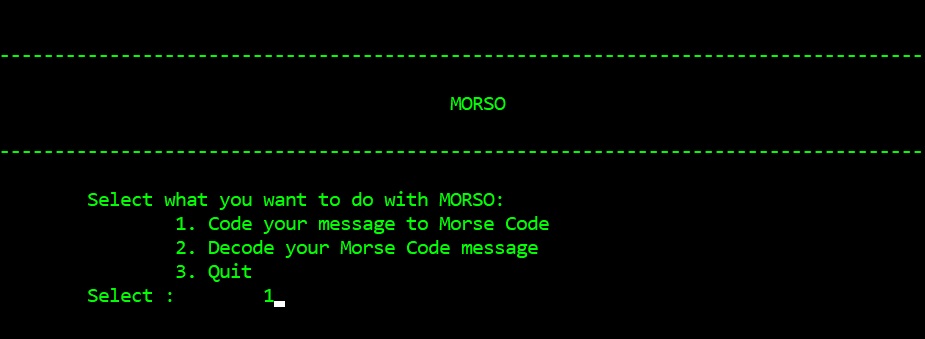 --------------------------------------------------------------------------------------
MORSO
--------------------------------------------------------------------------------------
Select what you want to do with MORSO:
1. Code your message to Morse Code
2. Decode your Morse Code message
3. Quit
Select : 1